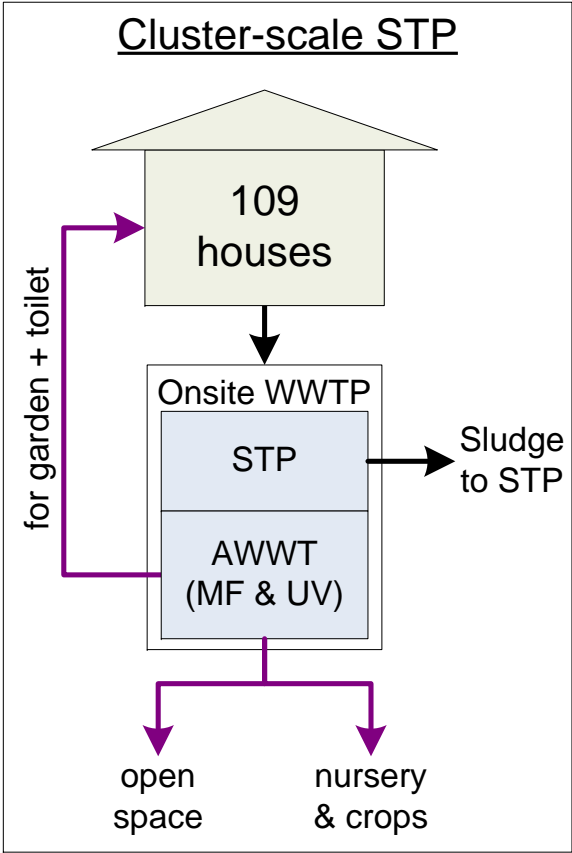 Cluster-scale STP
109
houses
for garden + toilet
Onsite WWTP
STP
Sludge
to STP
AWWT
(MF & UV)
open
space
nursery
& crops